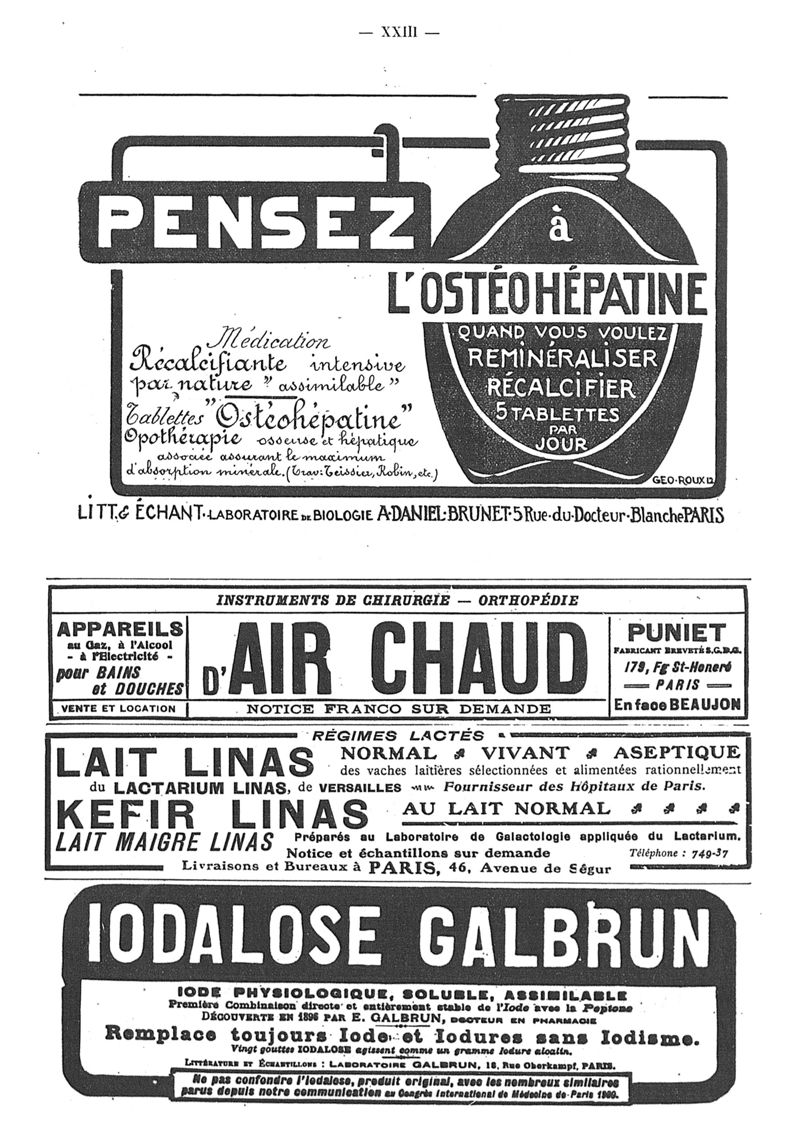 — XXIII —
PENSEZ
à
L'OSTÉOHÉPATINE
QUAND VOUS VOULEZ
REMINÉRALISER
RÉCALCIFIER
5 TABLETTES
PAR
JOUR
GEO·ROUX 12
Médication
Récalcifiante intensive
par nature "assimilable"
Tablettes "Ostéohépatine"
Opothérapie osseuse et hépatique
associée assurant le maximum
d'absorption minérale. (Trav: Teissier, Robin, etc.)
LITT. & ÉCHANT·LABORATOIRE DE BIOLOGIE A·DANIEL·BRUNET·5 Rue·du·Docteur·Blanche PARIS
INSTRUMENTS DE CHIRURGIE — ORTHOPÉDIE
APPAREILS
au Gaz, à l'Alcool
- à l'Electricité -
pour BAINS
et DOUCHES
VENTE ET LOCATION
D'AIR CHAUD
NOTICE FRANCO SUR DEMANDE
PUNIET
FABRICANT BREVETÉ S.G.D.G.
179, Fg St-Honoré
— PARIS —
En face BEAUJON
RÉGIMES LACTÉS
LAIT LINAS NORMAL VIVANT ASEPTIQUE
des vaches laitières sélectionnées et alimentées rationnellement
du LACTARIUM LINAS, de VERSAILLES Fournisseur des hôpitaux de Paris.
KEFIR LINAS AU LAIT NORMAL
LAIT MAIGRE LINAS Préparés au Laboratoire de Galactologie appliquée du Lactarium.
Notice et échantillons sur demande Téléphone : 749-37
Livraisons et Bureaux à PARIS, 46, Avenue de Ségur
IODALOSE GALBRUN
IODE PHYSIOLOGIQUE, SOLUBLE, ASSIMILABLE
Première Combinaison directe et entièrement stable de l'Iode avec la Peptone
DÉCOUVERTE EN 1896 PAR E. GALBRUN, DOCTEUR EN PHARMACIE
Remplace toujours Iode et Iodures sans Iodisme.
Vingt gouttes IODALOSE agissent comme un gramme Iodure alcalin.
LITTÉRATURE ET ÉCHANTILLONS : LABORATOIRE GALBRUN, 18, Rue Oberkampf, PARIS.
Ne pas confondre l'Iodalose, produit original, avec les nombreux similaires
parus depuis notre communication au Congrès International de Médecine de Paris 1900.